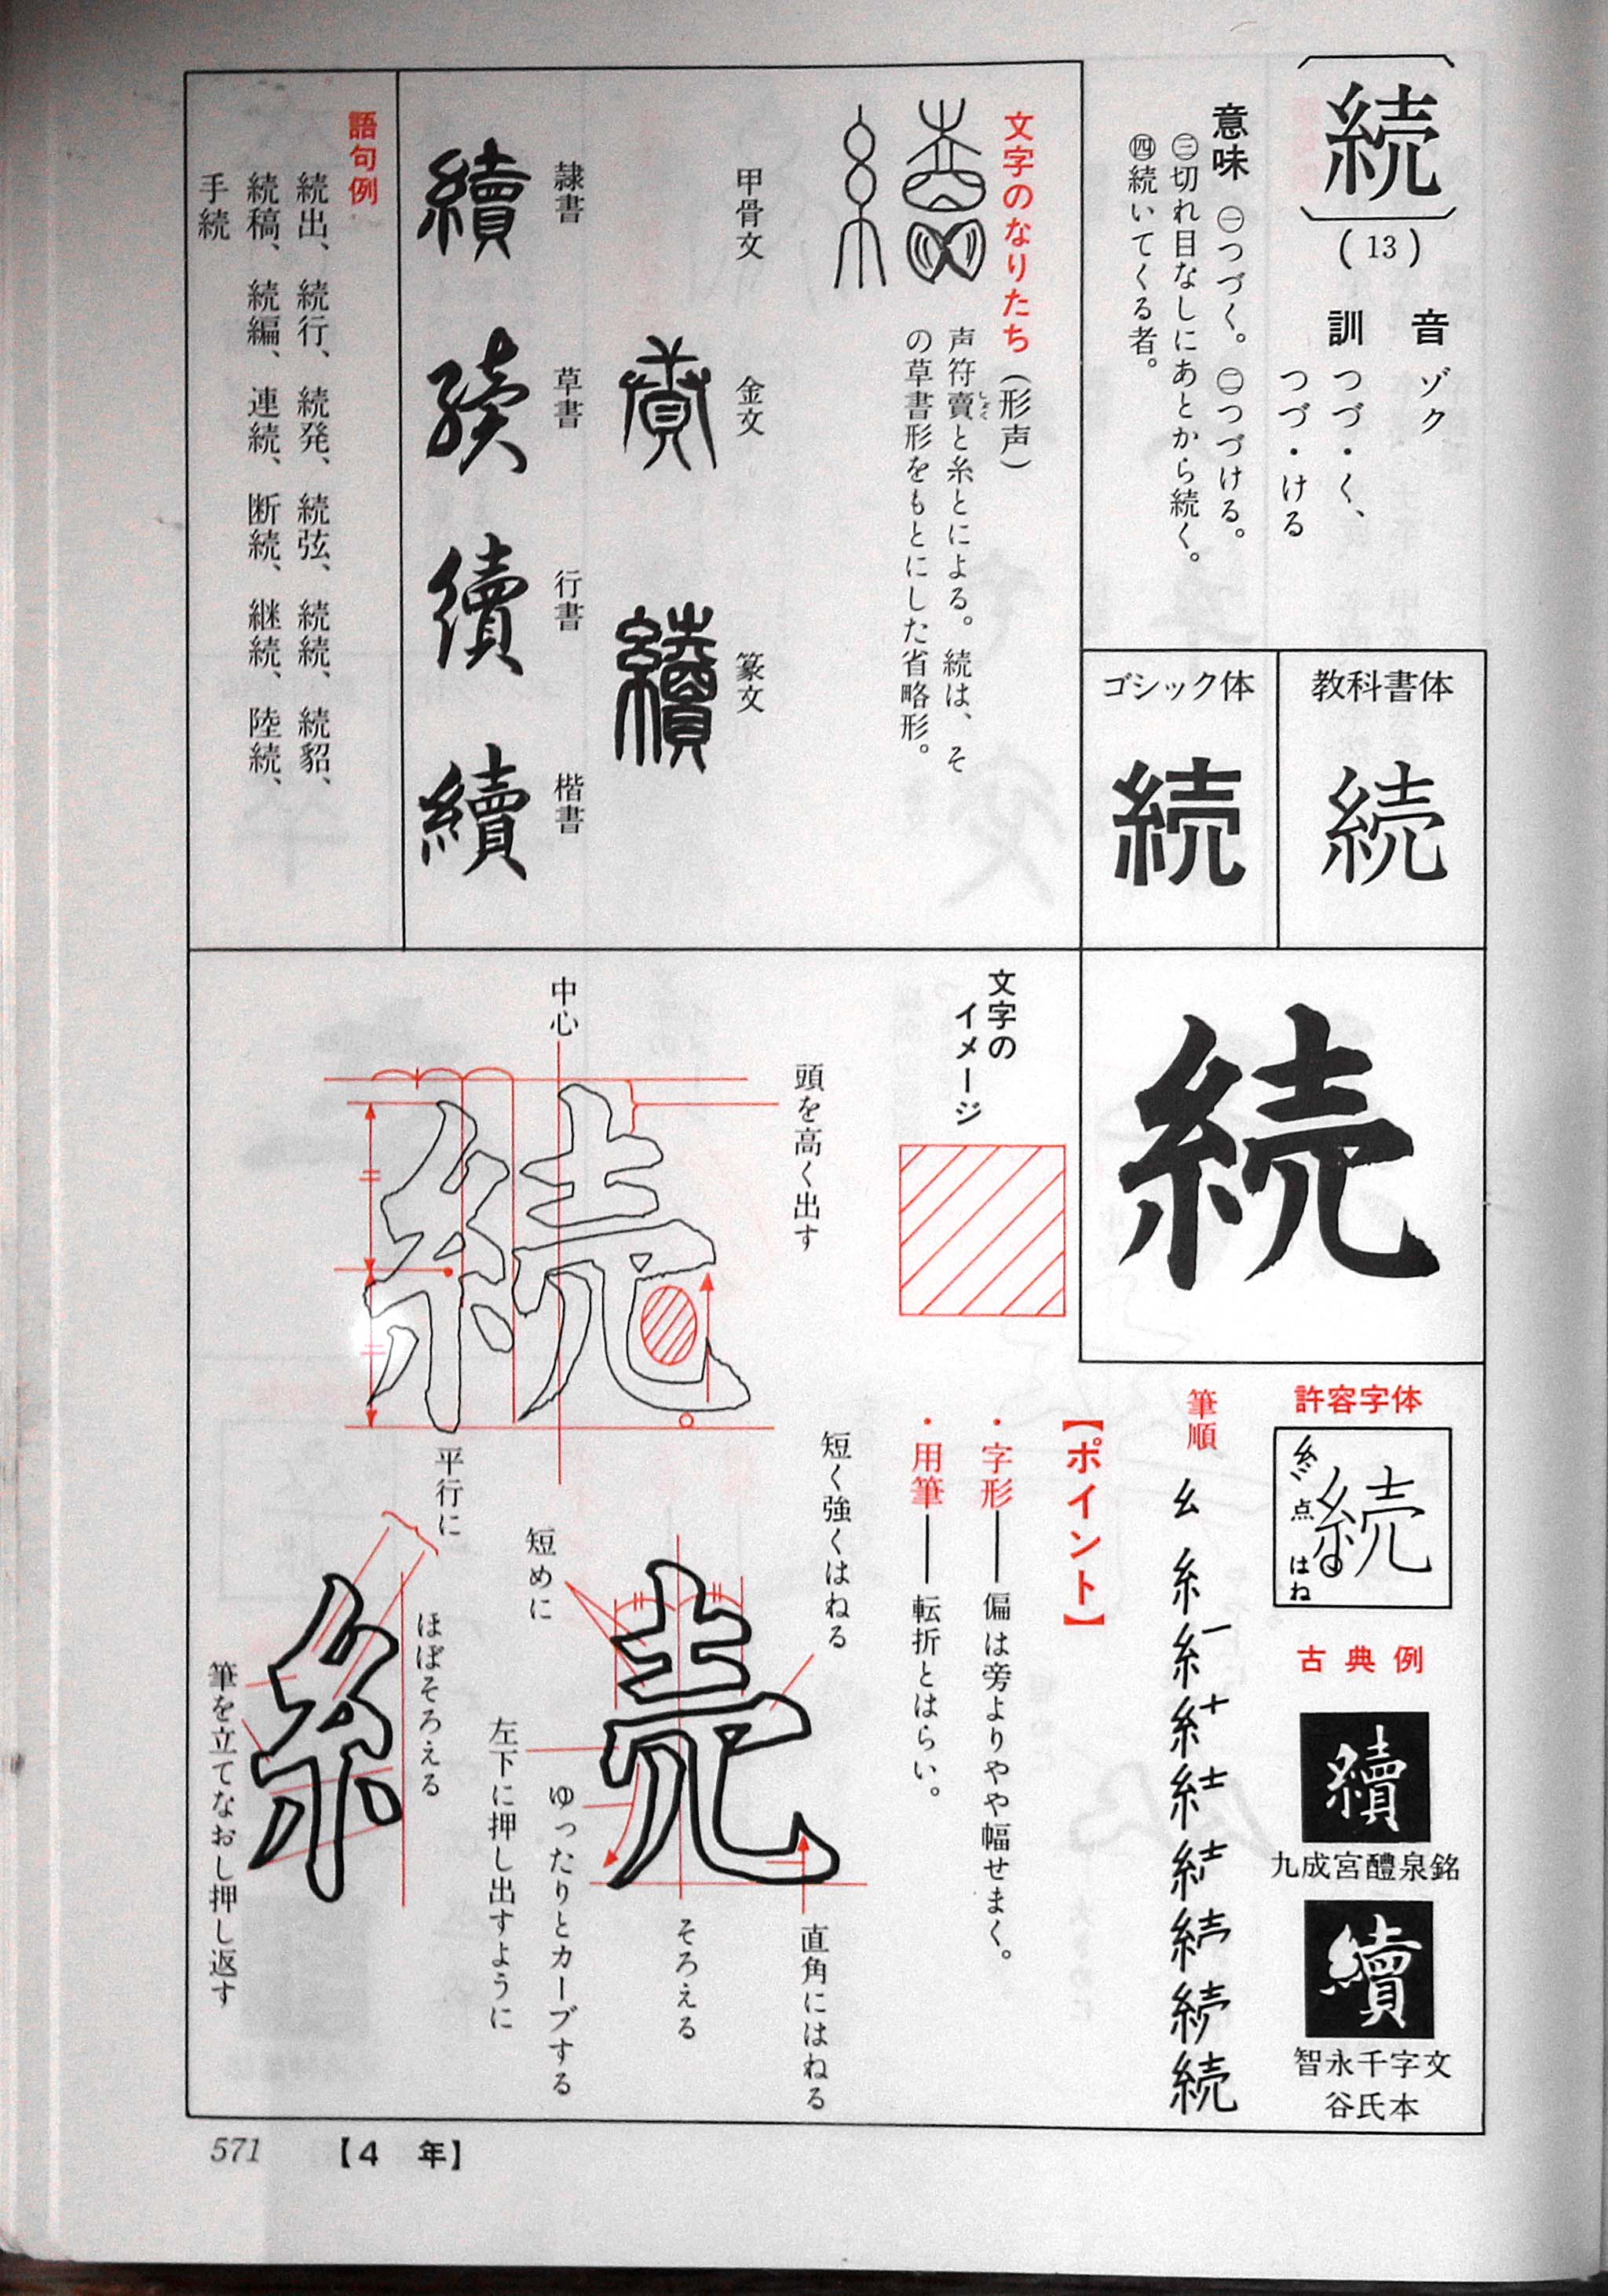 続
(13)
音 ゾク
訓 つづ・く、
つづ・ける
意味 ㊀つづく。㊁つづける。
㊂切れ目なしにあとから続く。
㊃続いてくる者。
教科書体
続
ゴシック体
続
文字のなりたち（形声）
声符賣と糸とによる。続は、そ
しょく
の草書形をもとにした省略形。
甲骨文 金文 篆文
隷書 草書 行書 楷書
續 續 續 續
語句例
続出、続行、続発、続弦、続続、続貂、
続稿、続編、連続、断続、継続、陸続、
手続
続
許容字体
続
糸 点 はね
古典例
續
九成宮醴泉銘
續
智永千字文
谷氏本
筆順
幺 糸 続
【ポイント】
・字形――偏は旁よりやや幅せまく。
・用筆――転折とはらい。
文字の
イメージ
頭を高く出す
中心
続
短く強くはねる
短めに
売
直角にはねる
そろえる
ゆったりとカーブする
左下に押し出すように
平行に
ほぼそろえる
糸
筆を立てなおし押し返す
571 【4 年】